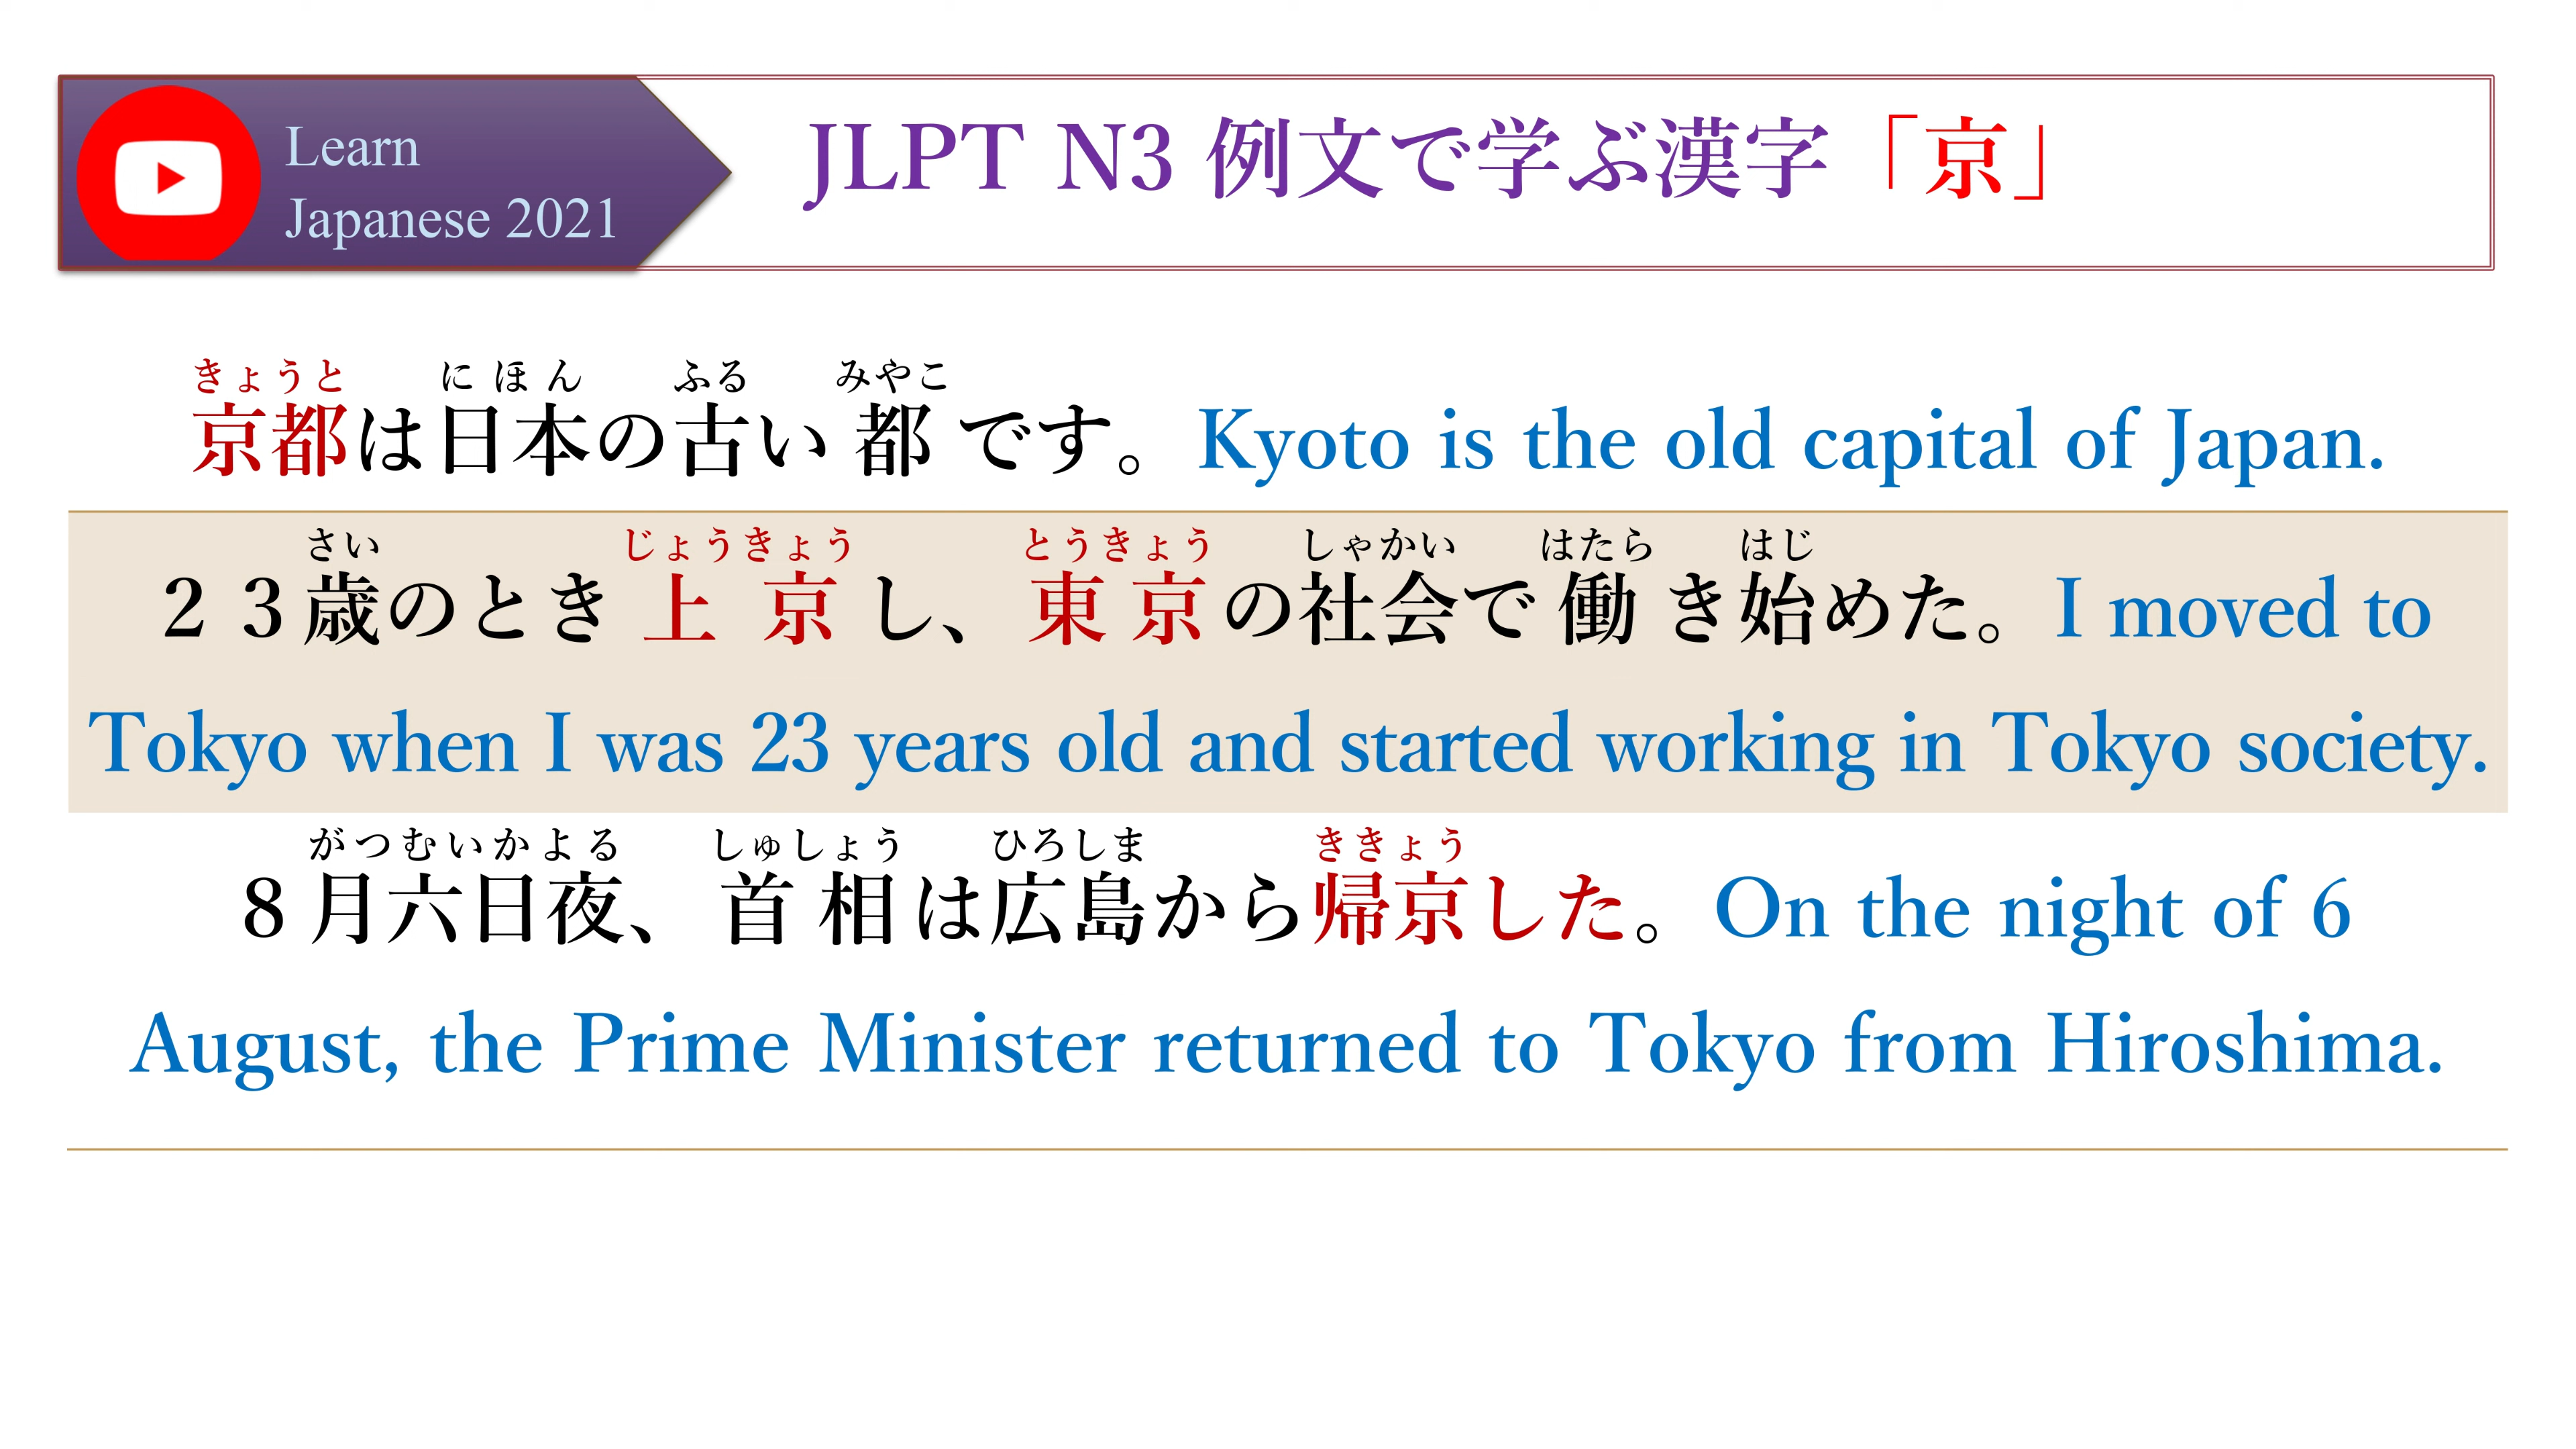 Learn
Japanese 2021
JLPT N3 例文で学ぶ漢字「京」
きょうと にほん ふる みやこ
京都は日本の古い都です。Kyoto is the old capital of Japan.
さい じょうきょう とうきょう しゃかい はたら はじ
２３歳のとき上京し、東京の社会で働き始めた。I moved to
Tokyo when I was 23 years old and started working in Tokyo society.
がつむいかよる しゅしょう ひろしま ききょう
8月六日夜、首相は広島から帰京した。On the night of 6
August, the Prime Minister returned to Tokyo from Hiroshima.